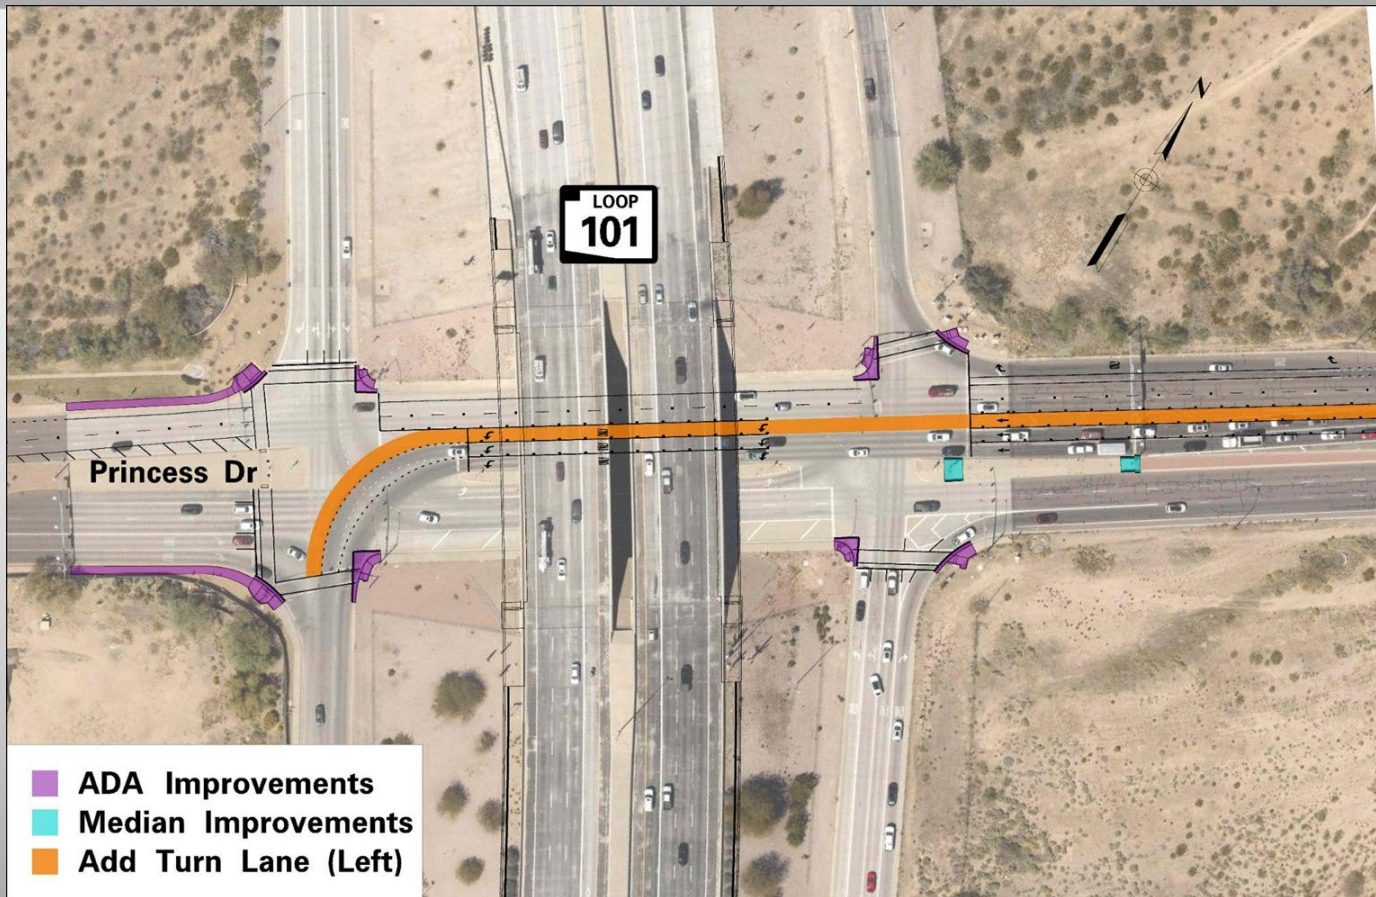 N
LOOP
101
Princess Dr
ADA Improvements
Median Improvements
Add Turn Lane (Left)